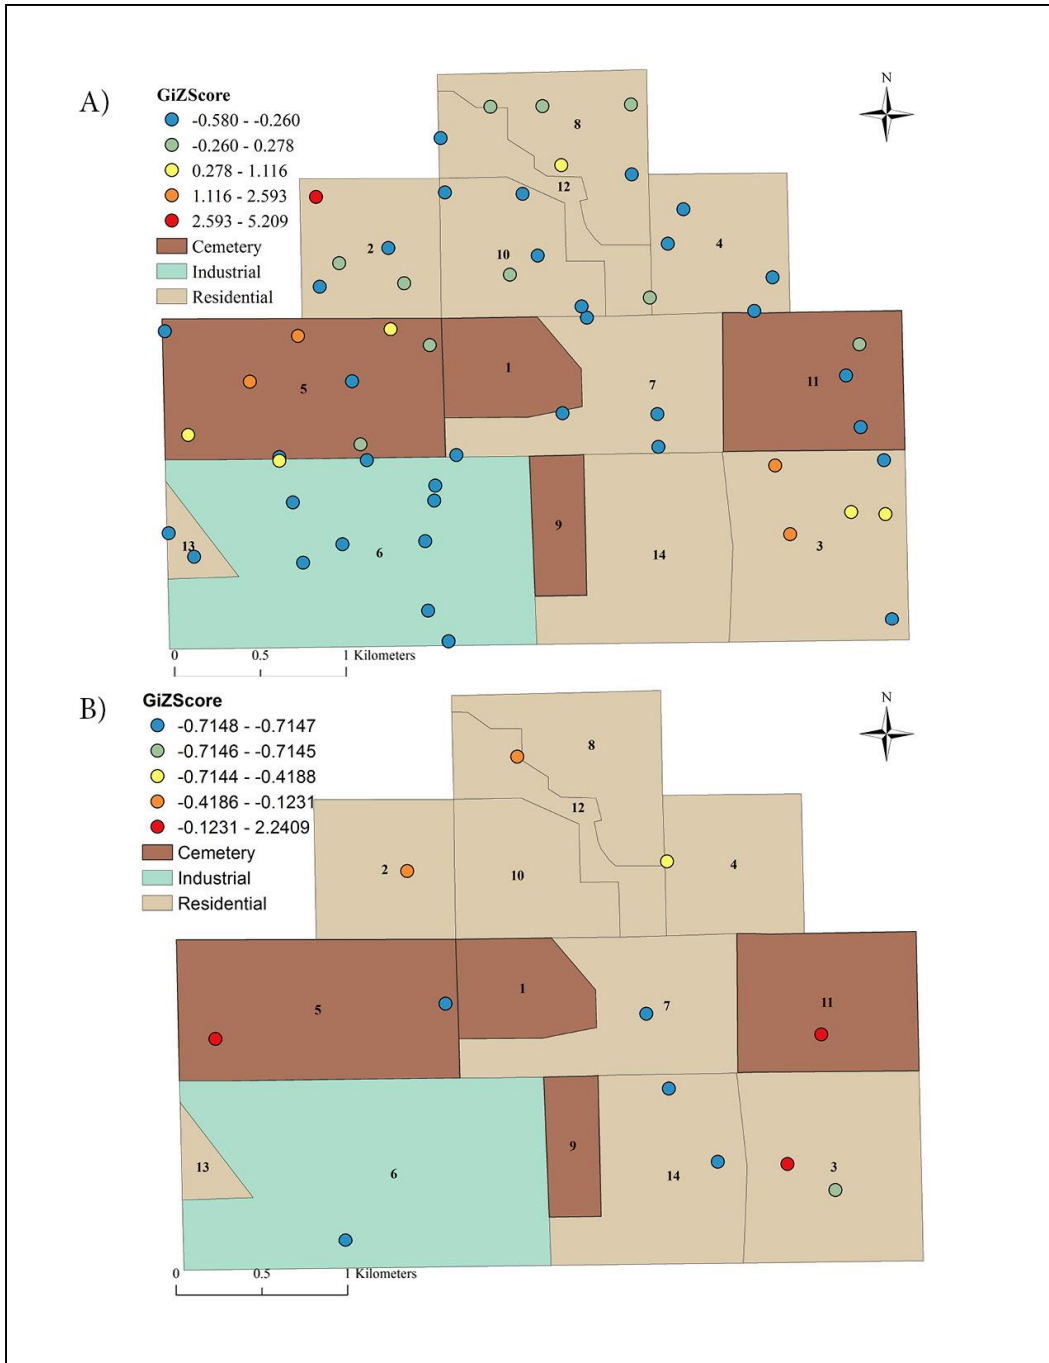 A)
GiZScore
-0.580 - -0.260
-0.260 - 0.278
0.278 - 1.116
1.116 - 2.593
2.593 - 5.209
Cemetery
Industrial
Residential
N
8
12
2
10
4
5
1
7
11
13
6
9
14
3
0 0.5 1 Kilometers
B)
GiZScore
-0.7148 - -0.7147
-0.7146 - -0.7145
-0.7144 - -0.4188
-0.4186 - -0.1231
-0.1231 - 2.2409
Cemetery
Industrial
Residential
N
8
12
2
10
4
5
1
7
11
13
6
9
14
3
0 0.5 1 Kilometers